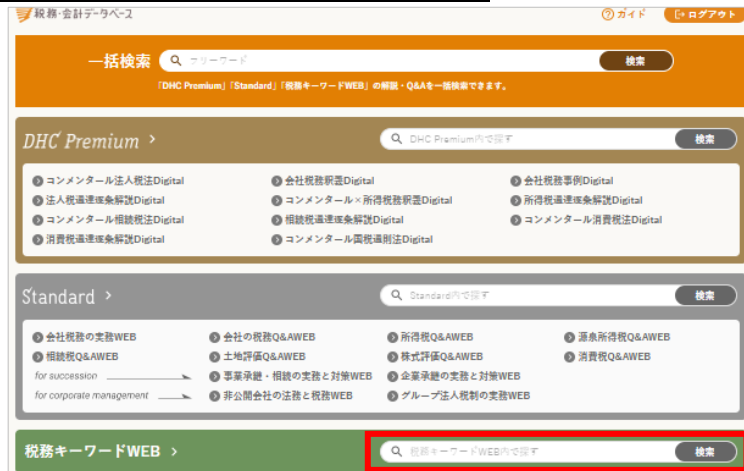 税務・会計データベース
ガイド ログアウト
一括検索 フリーワード 検索
「DHC Premium」「Standard」「税務キーワードWEB」の解説・Q&Aを一括検索できます。
DHC Premium DHC Premium内で探す 検索
コンメンタール法人税法Digital 会社税務釈義Digital 会社税務事例Digital
法人税通達逐条解説Digital コンメンタール×所得税務釈義Digital 所得税通達逐条解説Digital
コンメンタール相続税法Digital 相続税通達逐条解説Digital コンメンタール消費税法Digital
消費税通達逐条解説Digital コンメンタール国税通則法Digital
Standard Standard内で探す 検索
会社税務の実務WEB 会社の税務Q&AWEB 所得税Q&AWEB 源泉所得税Q&AWEB
相続税Q&AWEB 土地評価Q&AWEB 株式評価Q&AWEB 消費税Q&AWEB
for succession 事業承継・相続の実務と対策WEB 企業承継の実務と対策WEB
for corporate management 非公開会社の法務と税務WEB グループ法人税制の実務WEB
税務キーワードWEB 税務キーワードWEB内で探す 検索